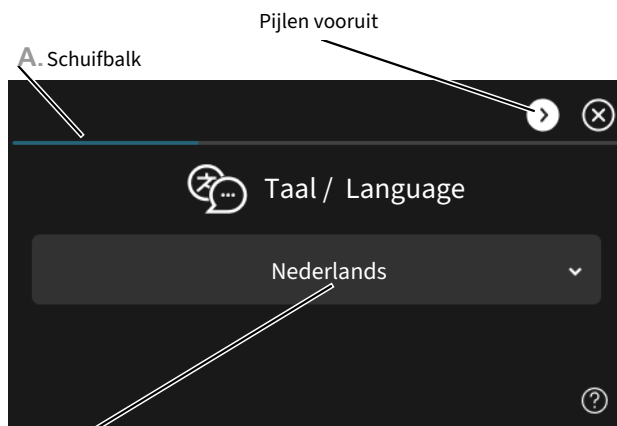 Pijlen vooruit
A. Schuifbalk
Taal / Language
Nederlands